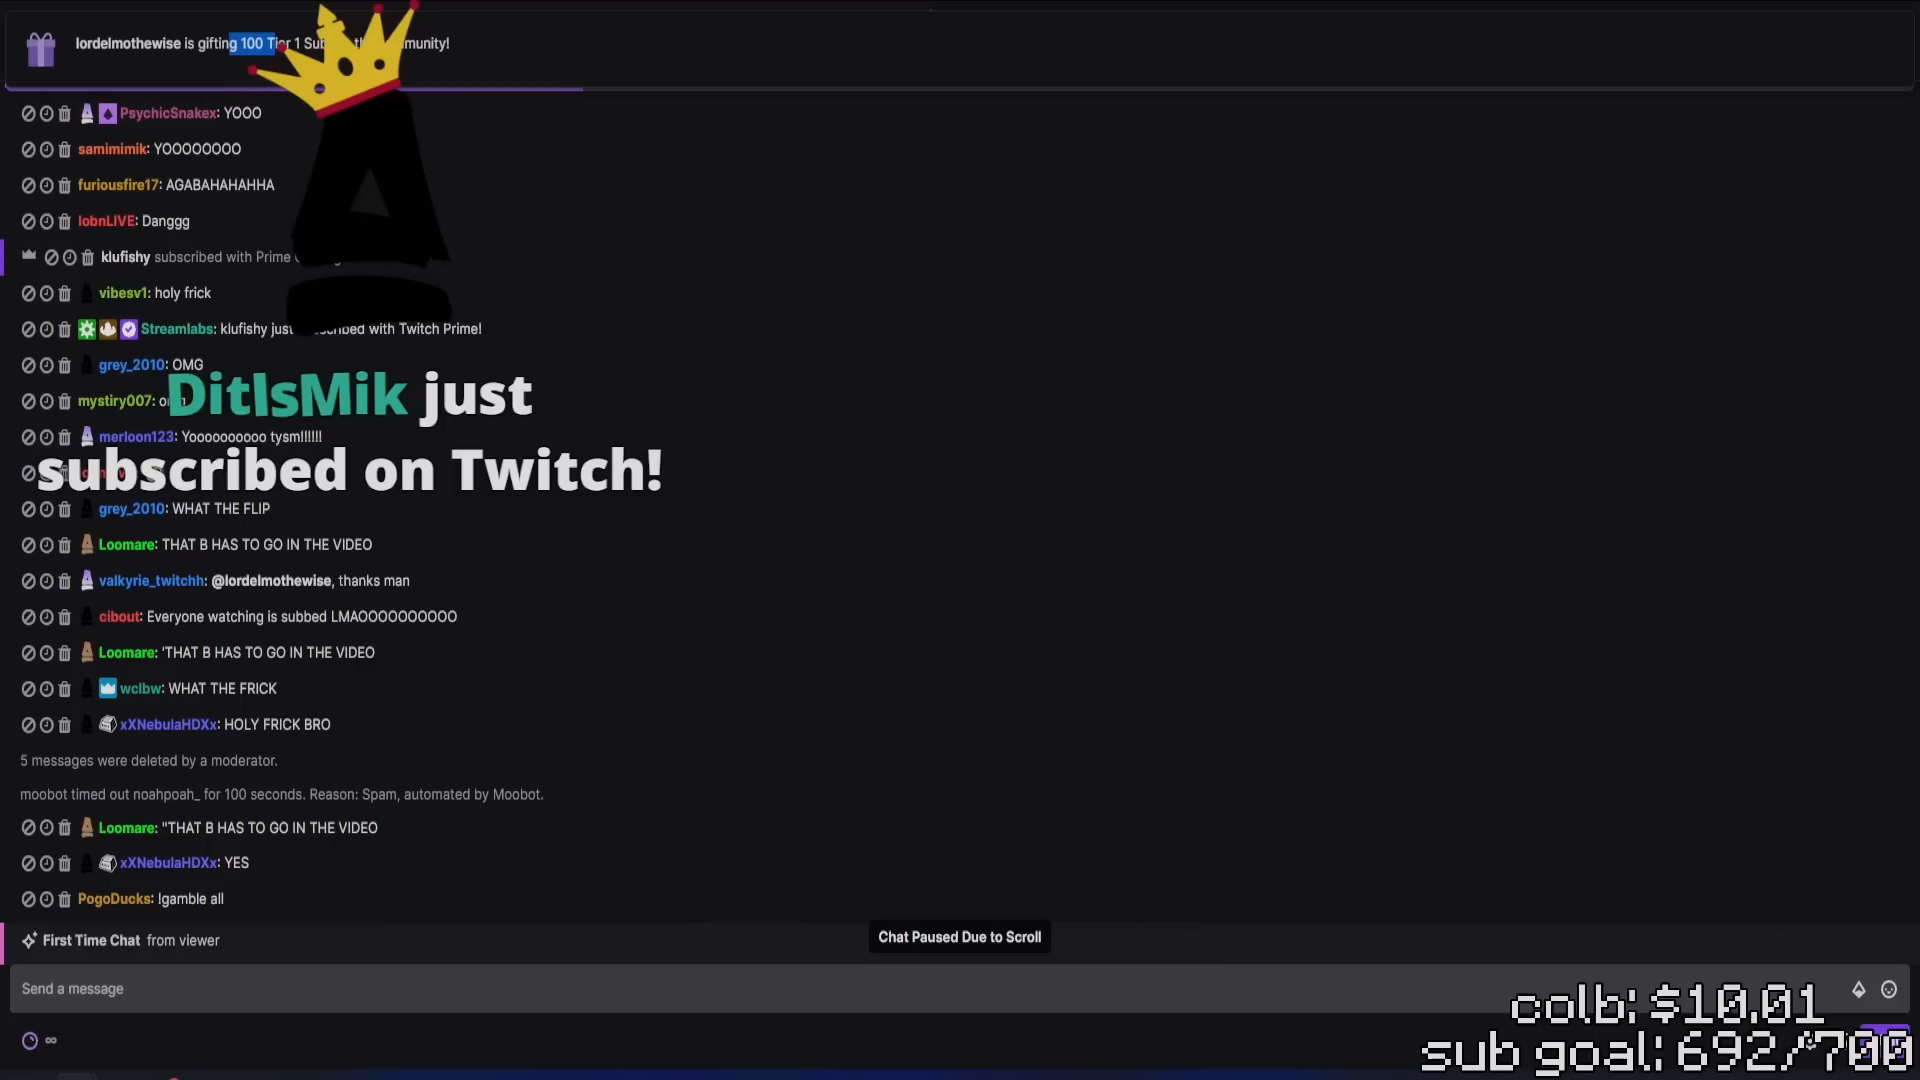 lordelmothewise is gifting 100 Tier 1 Sub munity!
PsychicSnakex: YOOO
samimimik: YOOOOOOOO
furiousfire17: AGABAHAHAHHA
lobnLIVE: Danggg
klufishy subscribed with Prime
vibesv1: holy frick
Streamlabs: klufishy just subscribed with Twitch Prime!
grey_2010: OMG
mystiry007:
DitIsMik just
merloon123: Yoooooooooo tysm!!!!!!
subscribed on Twitch!
grey_2010: WHAT THE FLIP
Loomare: THAT B HAS TO GO IN THE VIDEO
valkyrie_twitchh: @lordelmothewise, thanks man
cibout: Everyone watching is subbed LMAOOOOOOOOOO
Loomare: 'THAT B HAS TO GO IN THE VIDEO
wclbw: WHAT THE FRICK
xXNebulaHDXx: HOLY FRICK BRO
5 messages were deleted by a moderator.
moobot timed out noahpoah_ for 100 seconds. Reason: Spam, automated by Moobot.
Loomare: "THAT B HAS TO GO IN THE VIDEO
xXNebulaHDXx: YES
PogoDucks: !gamble all
First Time Chat from viewer
Chat Paused Due to Scroll
Send a message
colb: $10.01
sub goal: 692/700